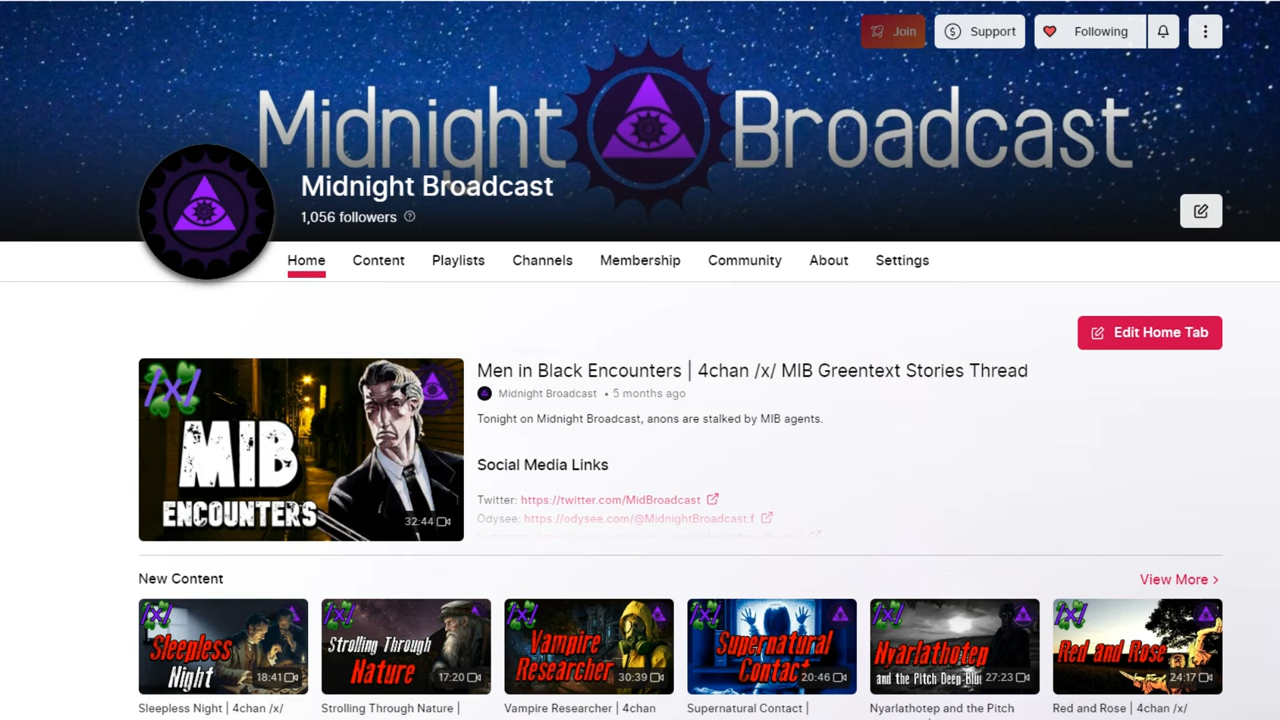 Join
Support
Following
Midnight Broadcast
Midnight Broadcast
1,056 followers
Home Content Playlists Channels Membership Community About Settings
Edit Home Tab
/x/
MIB
ENCOUNTERS
32:44
Men in Black Encounters | 4chan /x/ MIB Greentext Stories Thread
Midnight Broadcast • 5 months ago
Tonight on Midnight Broadcast, anons are stalked by MIB agents.
Social Media Links
Twitter: https://twitter.com/MidBroadcast
Odysee: https://odysee.com/@MidnightBroadcast:f
New Content
View More
/x/
Sleepless
Night
18:41
/x/
Strolling Through
Nature
17:20
/x/
Vampire
Researcher
30:39
/x/
Supernatural
Contact
20:46
/x/
Nyarlathotep
and the Pitch Deep Blue
27:23
/x/
Red and Rose
24:17
Sleepless Night | 4chan /x/
Strolling Through Nature |
Vampire Researcher | 4chan
Supernatural Contact |
Nyarlathotep and the Pitch
Red and Rose | 4chan /x/